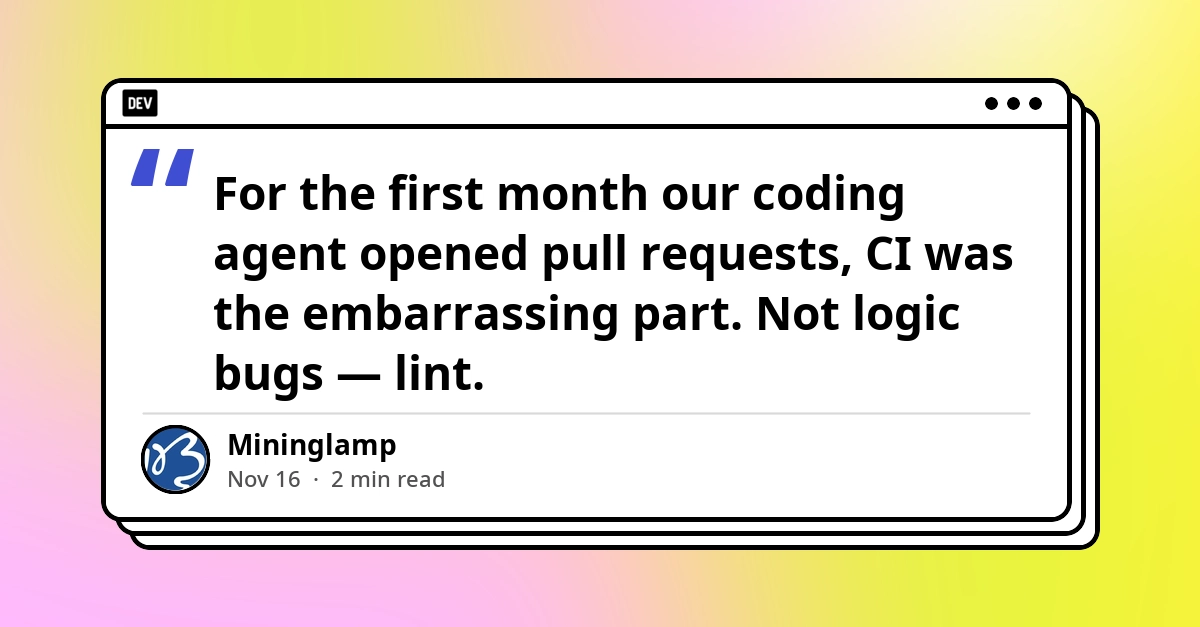 DEV
“ For the first month our coding
agent opened pull requests, CI was
the embarrassing part. Not logic
bugs — lint.
Mininglamp
Nov 16 · 2 min read